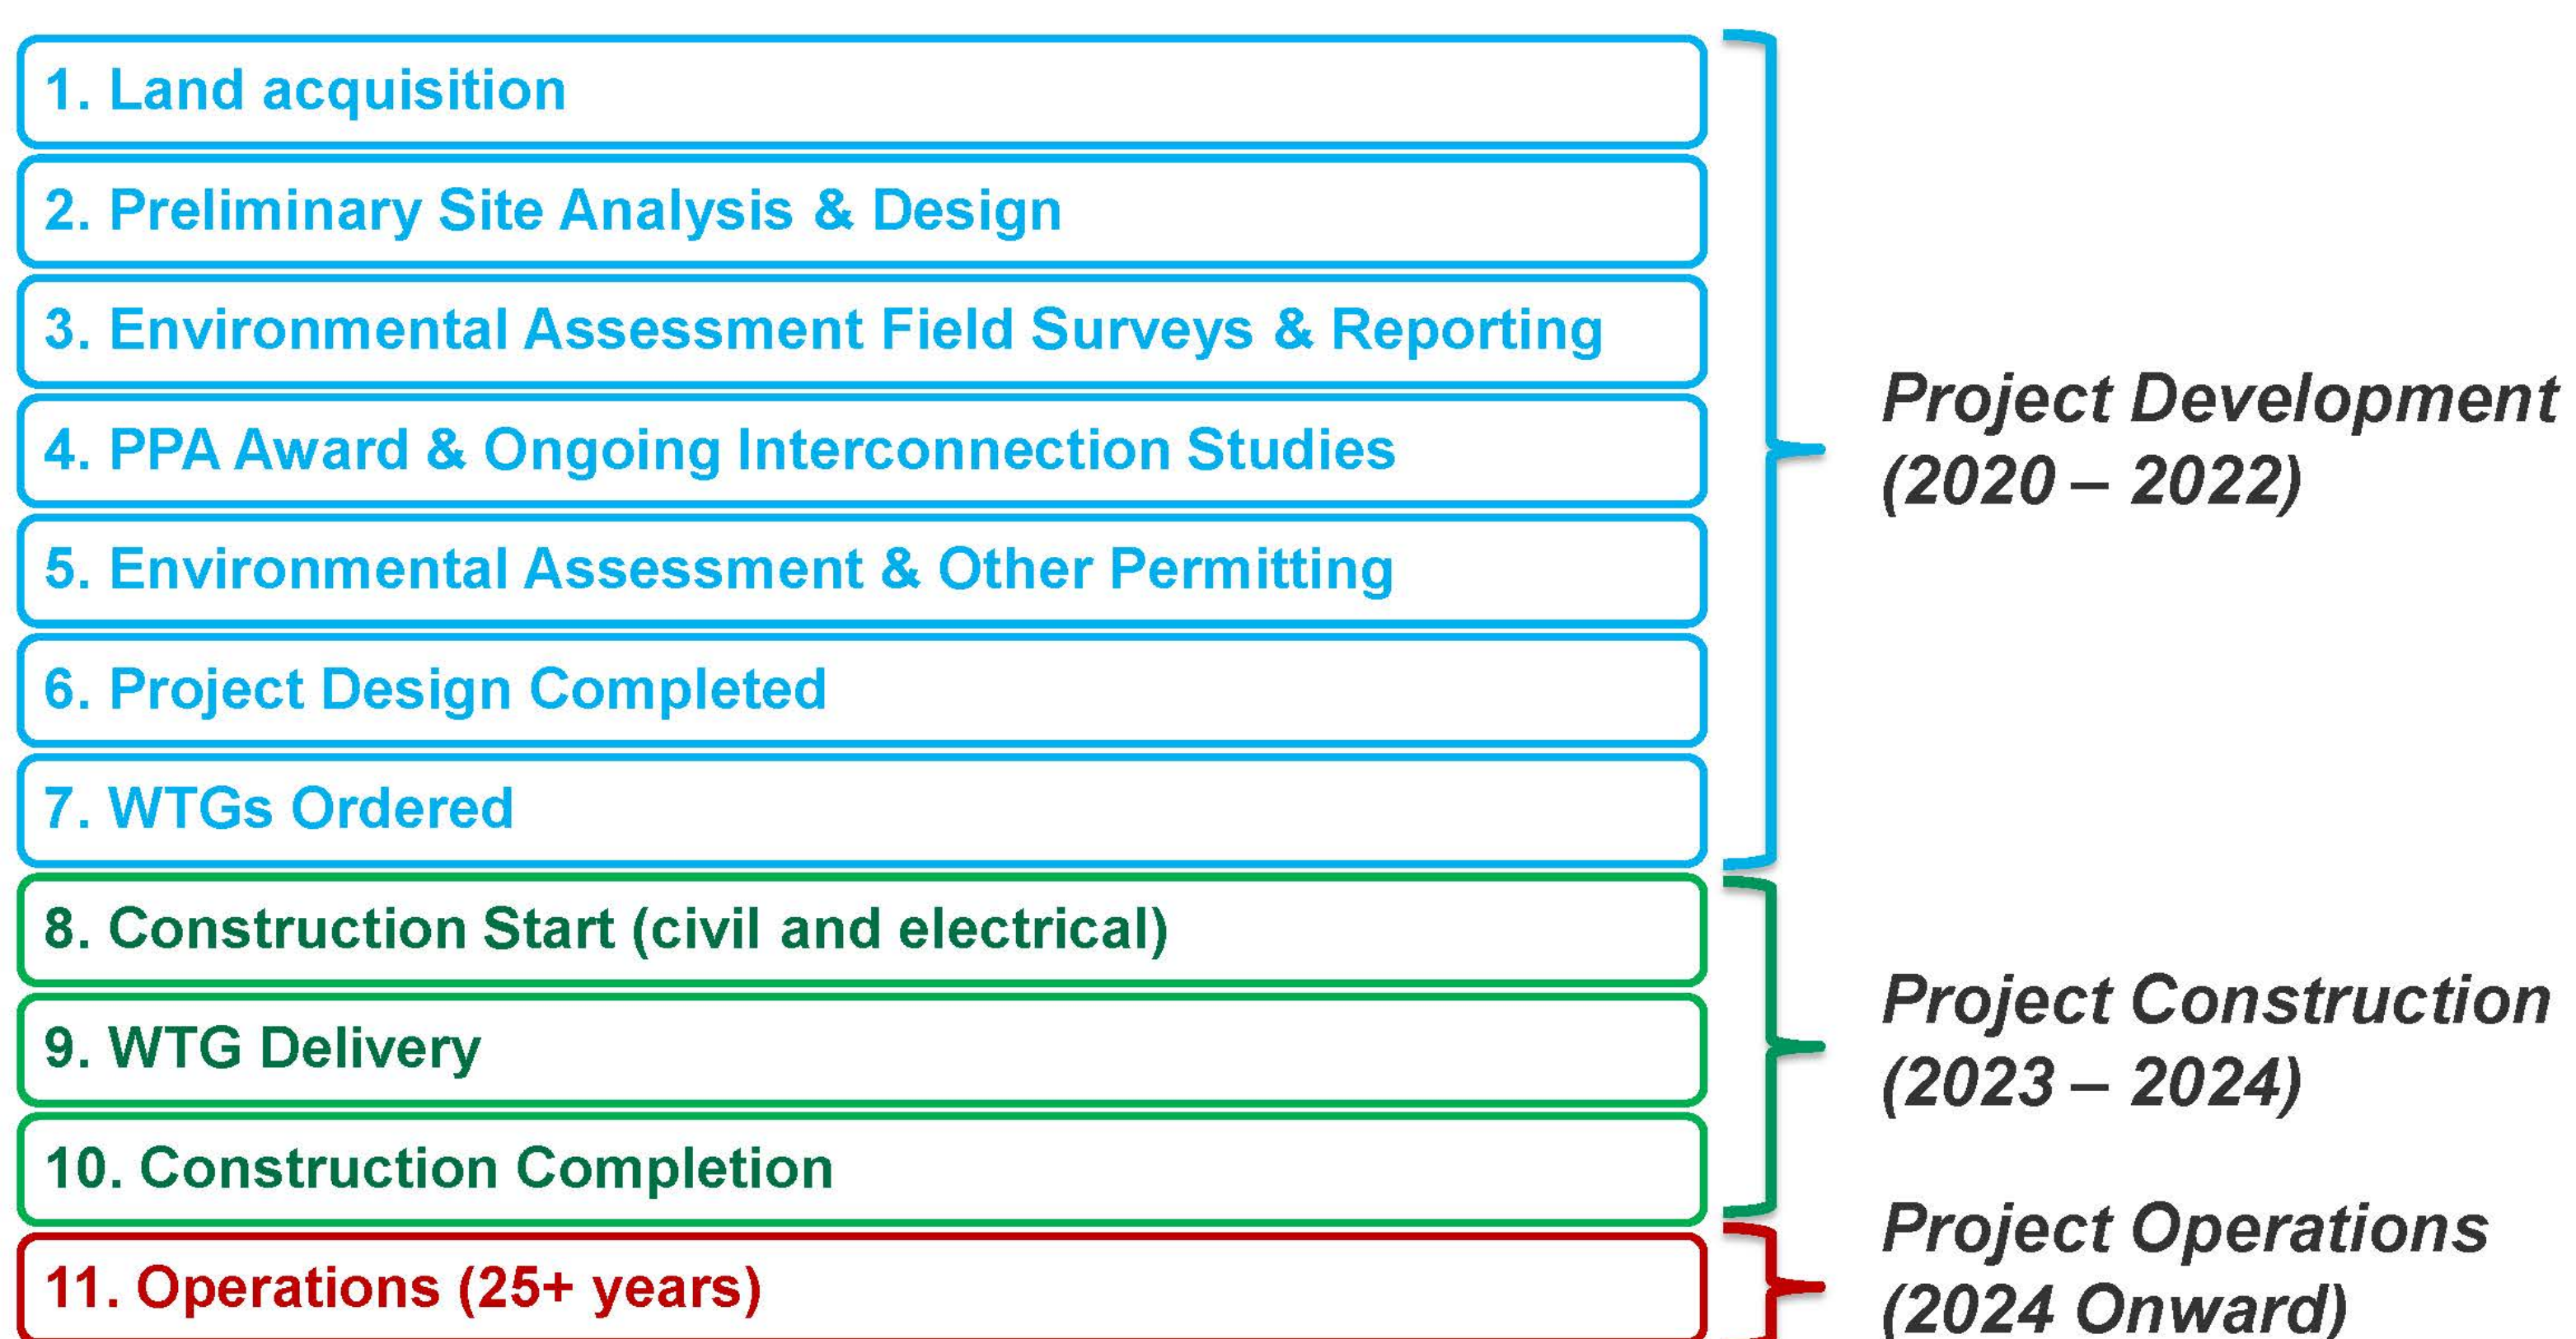 1. Land acquisition
2. Preliminary Site Analysis & Design
3. Environmental Assessment Field Surveys & Reporting
4. PPA Award & Ongoing Interconnection Studies
5. Environmental Assessment & Other Permitting
6. Project Design Completed
7. WTGs Ordered
Project Development
(2020 – 2022)
8. Construction Start (civil and electrical)
9. WTG Delivery
10. Construction Completion
Project Construction
(2023 – 2024)
11. Operations (25+ years)
Project Operations
(2024 Onward)